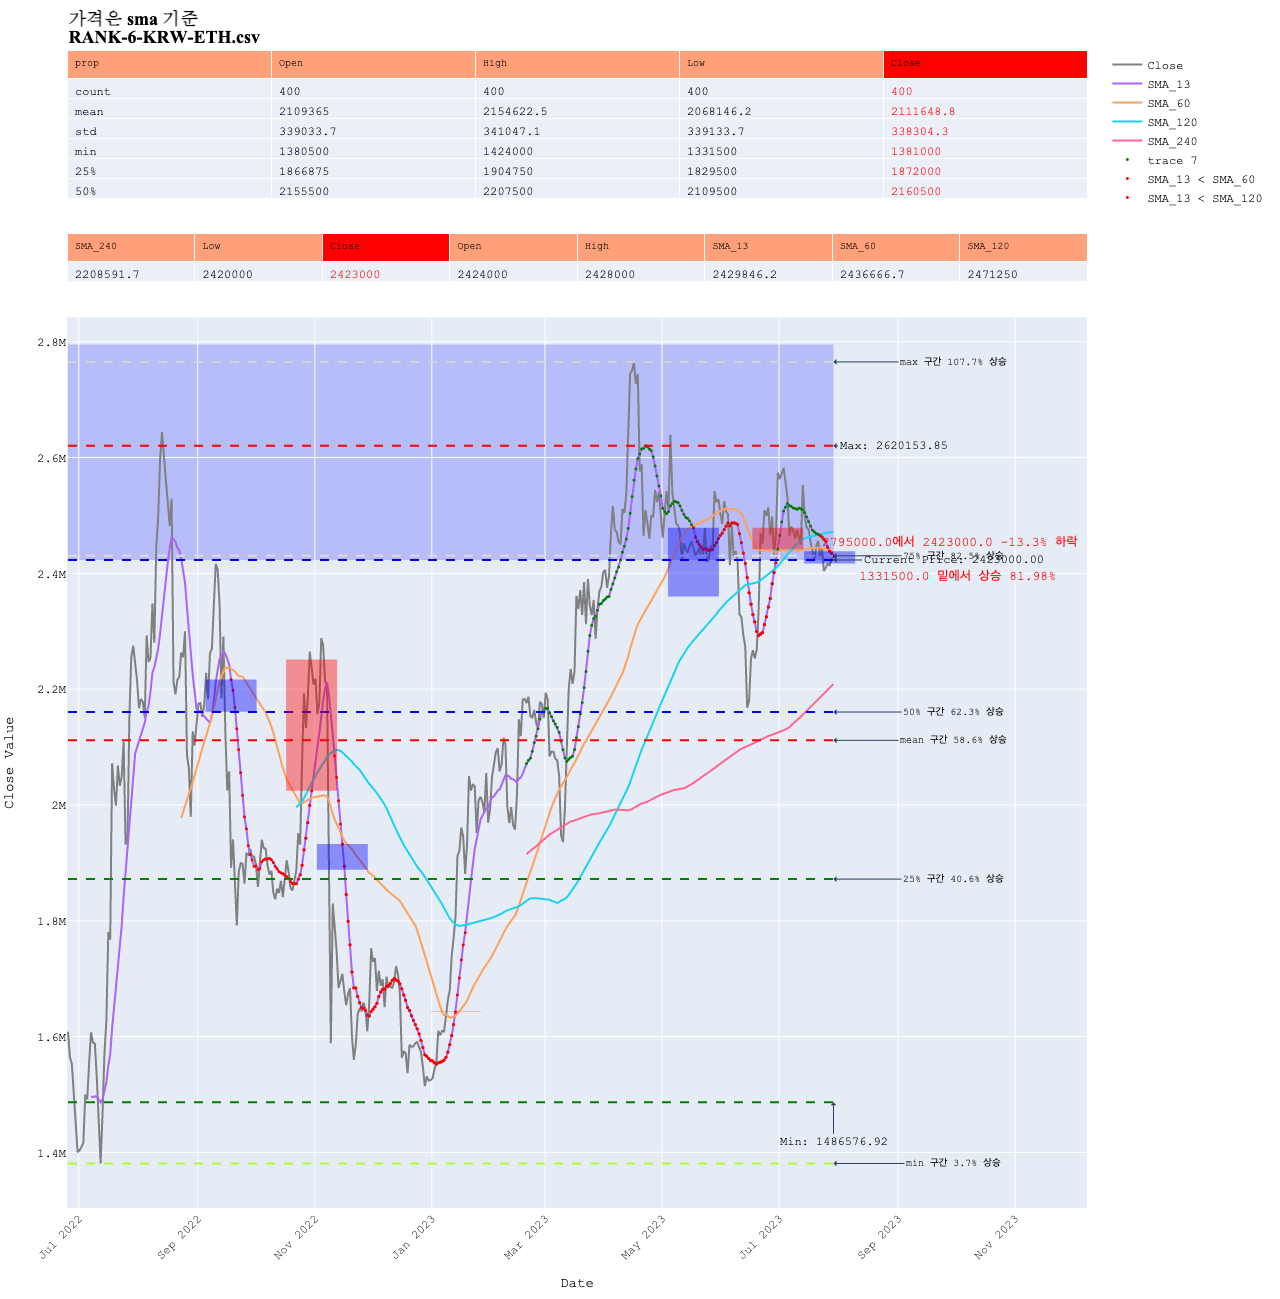 가격은 sma 기준
RANK-6-KRW-ETH.csv
prop Open High Low Close
count 400 400 400 400
mean 2109365 2154622.5 2068146.2 2111648.8
std 339033.7 341047.1 339133.7 338304.3
min 1380500 1424000 1331500 1381000
25% 1866875 1904750 1829500 1872000
50% 2155500 2207500 2109500 2160500
SMA_240 Low Close Open High SMA_13 SMA_60 SMA_120
2208591.7 2420000 2423000 2424000 2428000 2429846.2 2436666.7 2471250
Close
SMA_13
SMA_60
SMA_120
SMA_240
trace 7
SMA_13 < SMA_60
SMA_13 < SMA_120
Close Value
2.8M
2.6M
2.4M
2.2M
2M
1.8M
1.6M
1.4M
max 구간 107.7% 상승
Max: 2620153.85
2795000.0에서 2423000.0 -13.3% 하락
75% 구간 82.5% 상승
Current Price: 2423000.00
1331500.0 밑에서 상승 81.98%
50% 구간 62.3% 상승
mean 구간 58.6% 상승
25% 구간 40.6% 상승
Min: 1486576.92
min 구간 3.7% 상승
Jul 2022
Sep 2022
Nov 2022
Jan 2023
Mar 2023
May 2023
Jul 2023
Sep 2023
Nov 2023
Date